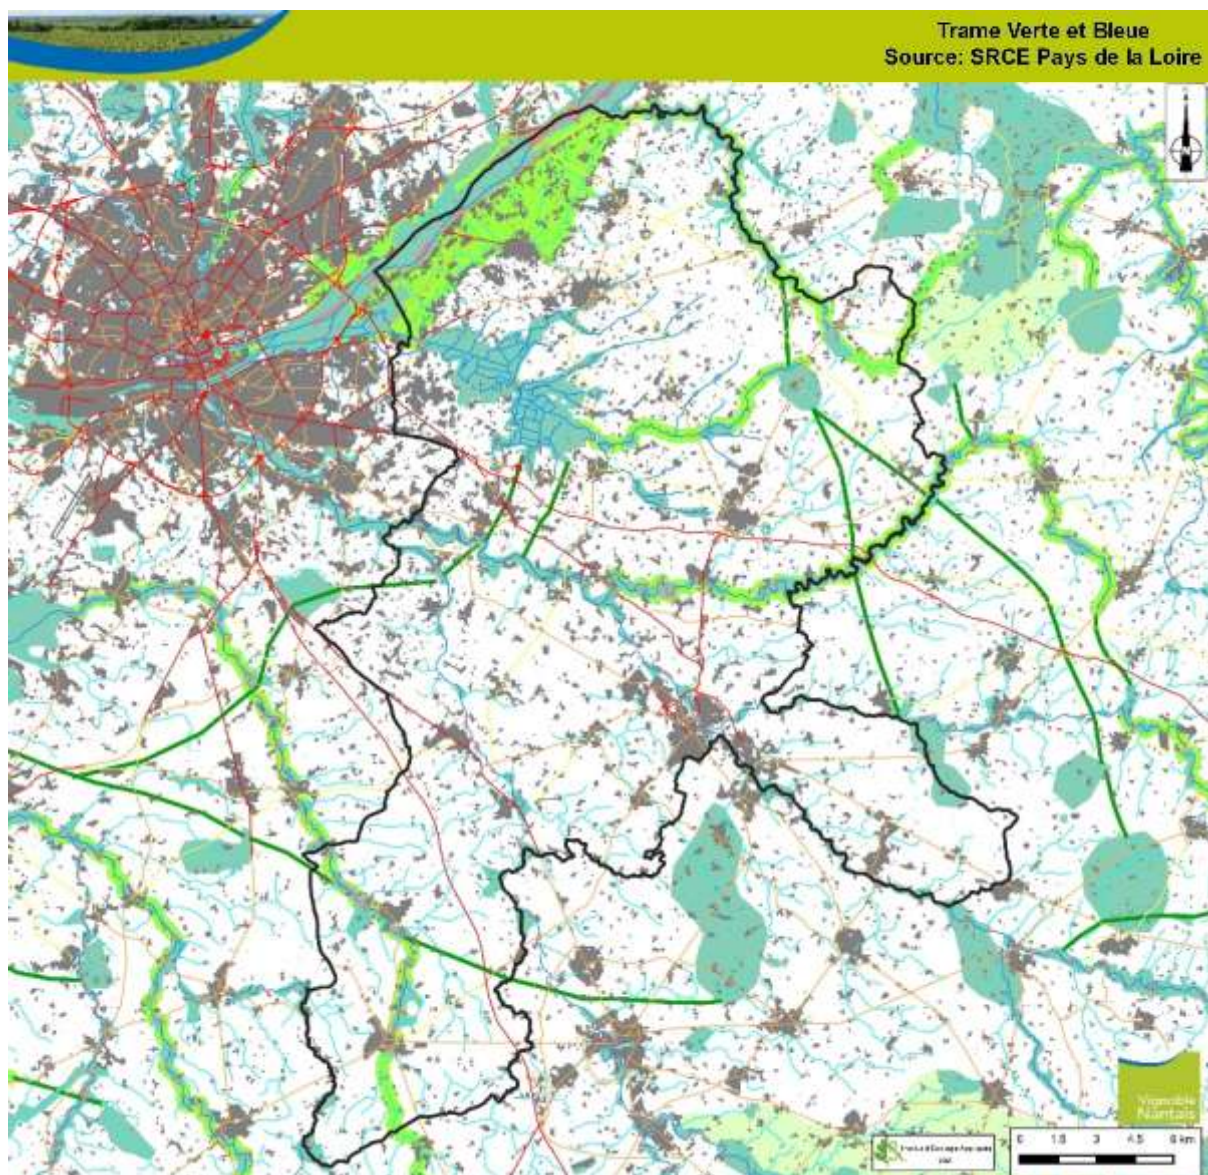 Trame Verte et Bleue
Source: SRCE Pays de la Loire
Vignoble
Nantais
0 1.5 3 4.5 6 km